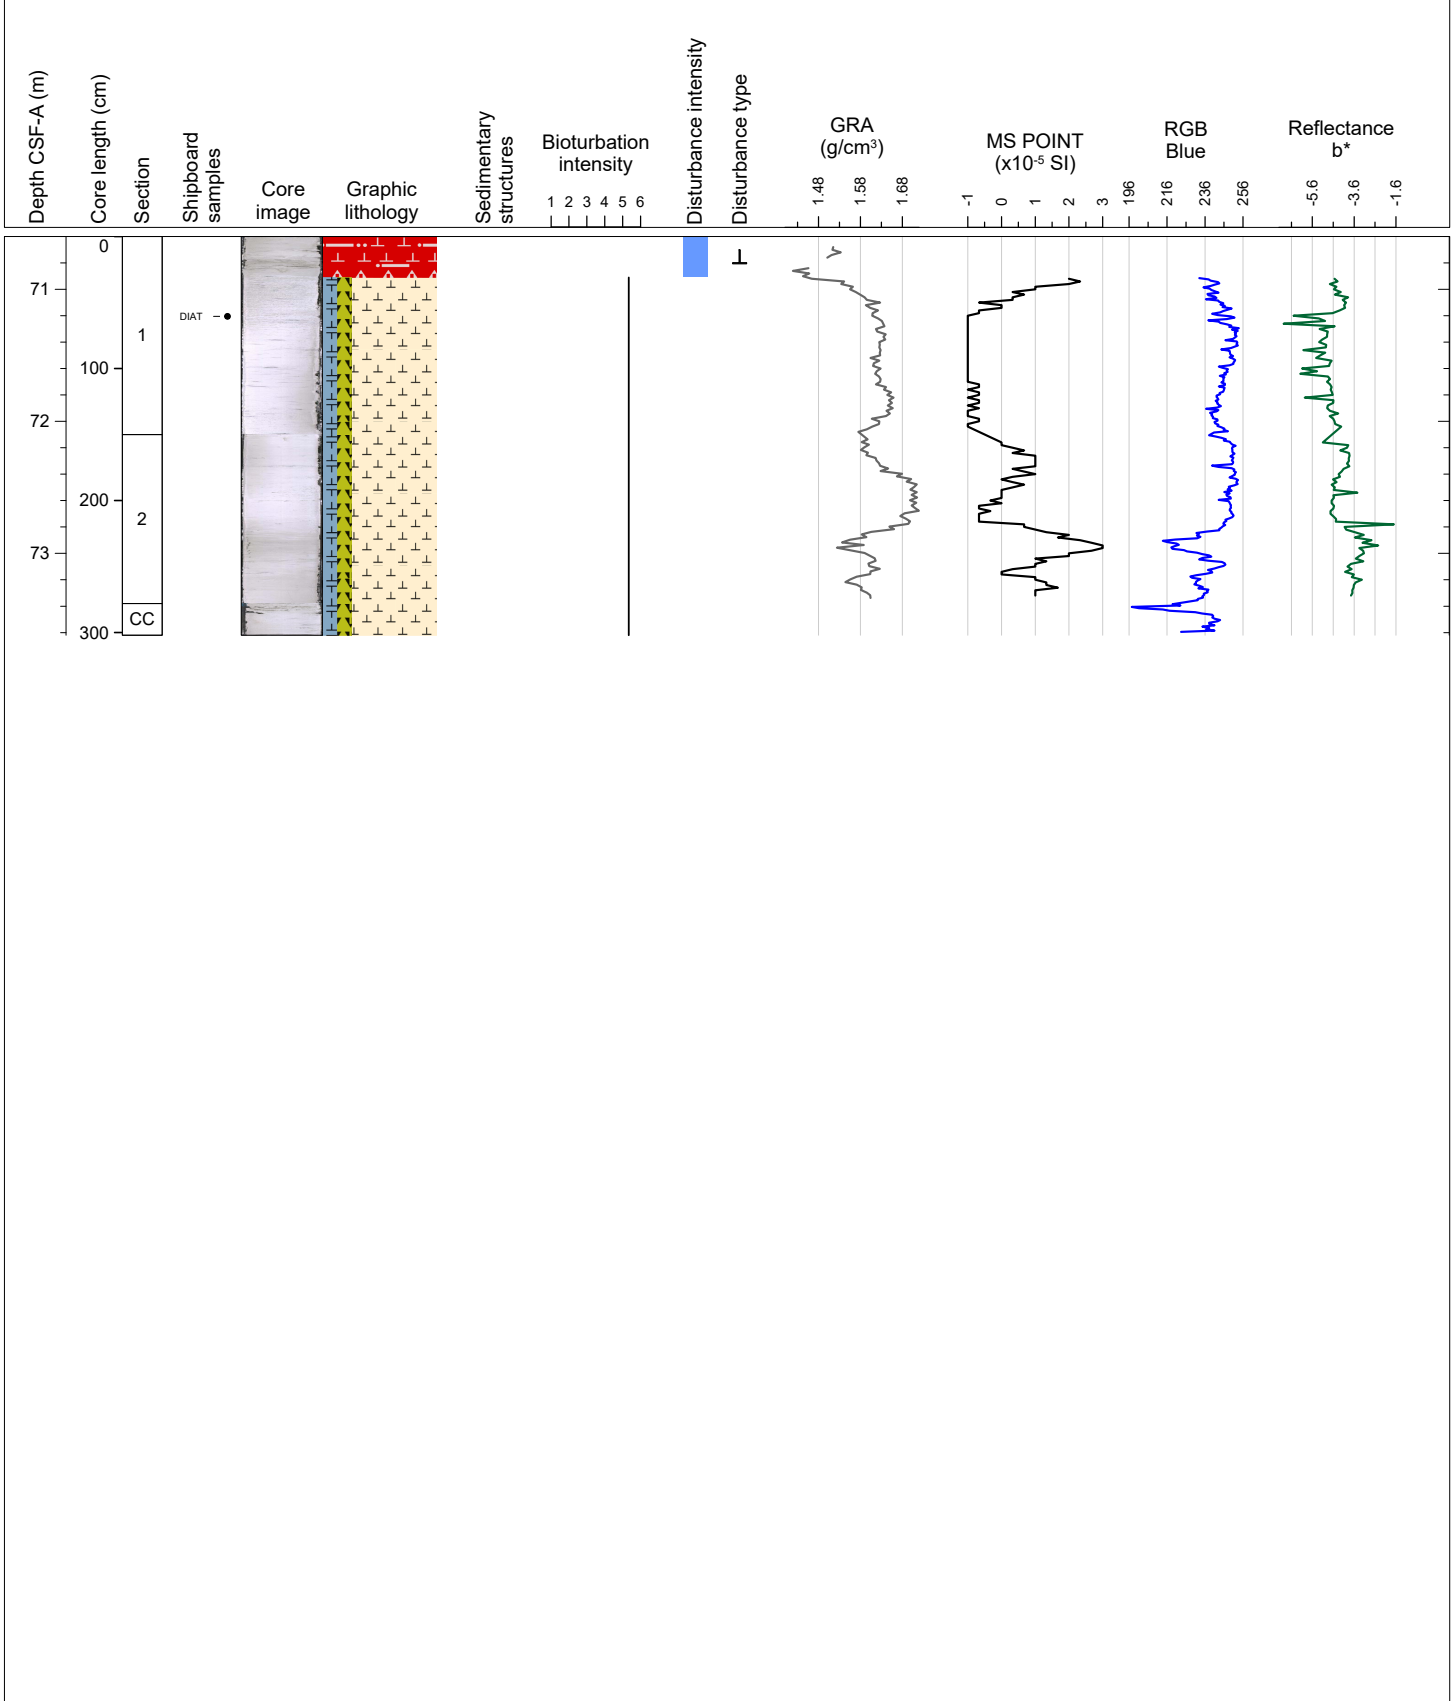 Depth CSF-A (m)
Core length (cm)
Section
Shipboard
samples
Core
image
Graphic
lithology
Sedimentary
structures
Bioturbation
intensity
1 2 3 4 5 6
Disturbance intensity
Disturbance type
GRA
(g/cm³)
1.48 1.58 1.68
MS POINT
(x10⁻⁵ SI)
-1 0 1 2 3
RGB
Blue
196 216 236 256
Reflectance
b*
-5.6 -3.6 -1.6
0
71
DIAT
1
100
72
200
2
73
CC
300